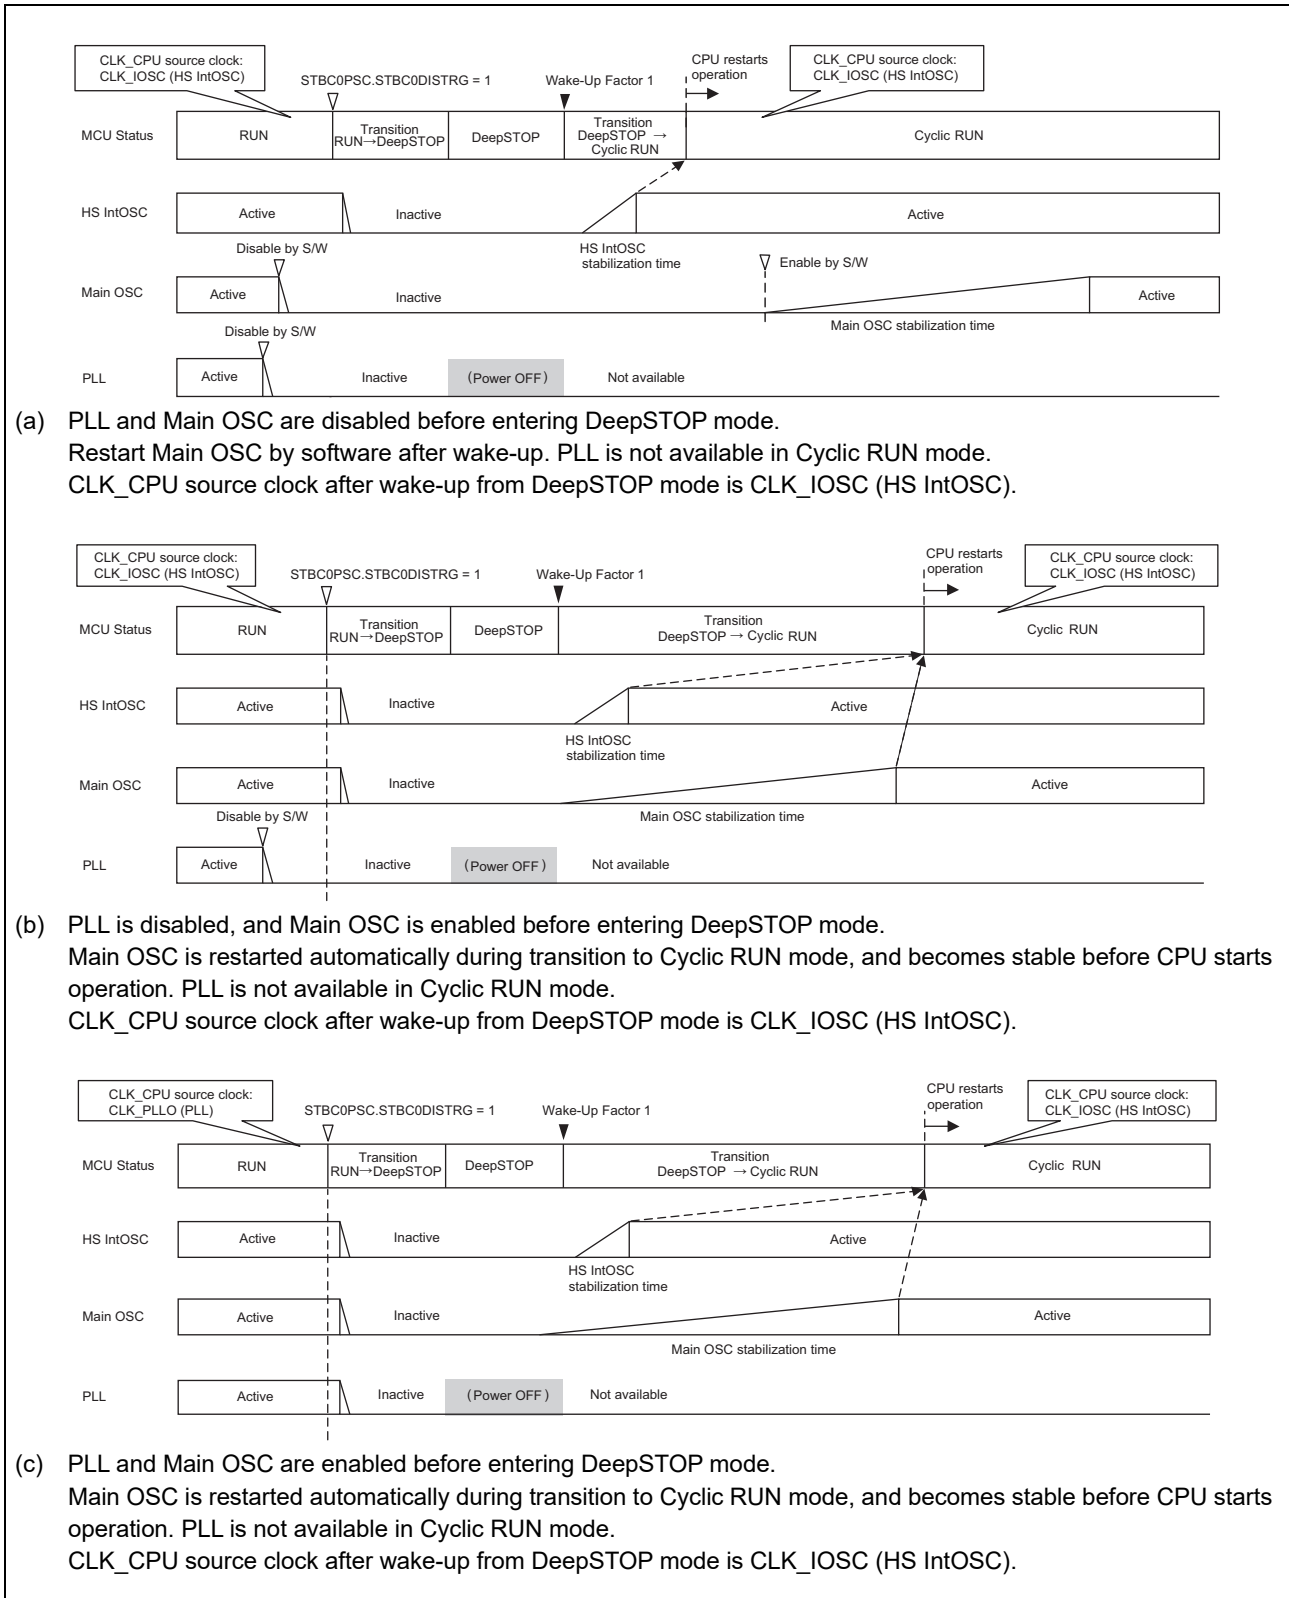 CLK_CPU source clock:
CLK_IOSC (HS IntOSC)
STBC0PSC.STBC0DISTRG = 1
Wake-Up Factor 1
CPU restarts
operation
CLK_CPU source clock:
CLK_IOSC (HS IntOSC)
MCU Status
RUN
Transition
RUN→DeepSTOP
DeepSTOP
Transition
DeepSTOP →
Cyclic RUN
Cyclic RUN
HS IntOSC
Active
Inactive
HS IntOSC
stabilization time
Active
Disable by S/W
Enable by S/W
Main OSC
Active
Inactive
Main OSC stabilization time
Active
Disable by S/W
PLL
Active
Inactive
(Power OFF)
Not available
(a) PLL and Main OSC are disabled before entering DeepSTOP mode.
Restart Main OSC by software after wake-up. PLL is not available in Cyclic RUN mode.
CLK_CPU source clock after wake-up from DeepSTOP mode is CLK_IOSC (HS IntOSC).
CLK_CPU source clock:
CLK_IOSC (HS IntOSC)
STBC0PSC.STBC0DISTRG = 1
Wake-Up Factor 1
CPU restarts
operation
CLK_CPU source clock:
CLK_IOSC (HS IntOSC)
MCU Status
RUN
Transition
RUN→DeepSTOP
DeepSTOP
Transition
DeepSTOP → Cyclic RUN
Cyclic RUN
HS IntOSC
Active
Inactive
HS IntOSC
stabilization time
Active
Main OSC
Active
Inactive
Main OSC stabilization time
Active
Disable by S/W
PLL
Active
Inactive
(Power OFF)
Not available
(b) PLL is disabled, and Main OSC is enabled before entering DeepSTOP mode.
Main OSC is restarted automatically during transition to Cyclic RUN mode, and becomes stable before CPU starts
operation. PLL is not available in Cyclic RUN mode.
CLK_CPU source clock after wake-up from DeepSTOP mode is CLK_IOSC (HS IntOSC).
CLK_CPU source clock:
CLK_PLLO (PLL)
STBC0PSC.STBC0DISTRG = 1
Wake-Up Factor 1
CPU restarts
operation
CLK_CPU source clock:
CLK_IOSC (HS IntOSC)
MCU Status
RUN
Transition
RUN→DeepSTOP
DeepSTOP
Transition
DeepSTOP → Cyclic RUN
Cyclic RUN
HS IntOSC
Active
Inactive
HS IntOSC
stabilization time
Active
Main OSC
Active
Inactive
Main OSC stabilization time
Active
PLL
Active
Inactive
(Power OFF)
Not available
(c) PLL and Main OSC are enabled before entering DeepSTOP mode.
Main OSC is restarted automatically during transition to Cyclic RUN mode, and becomes stable before CPU starts
operation. PLL is not available in Cyclic RUN mode.
CLK_CPU source clock after wake-up from DeepSTOP mode is CLK_IOSC (HS IntOSC).